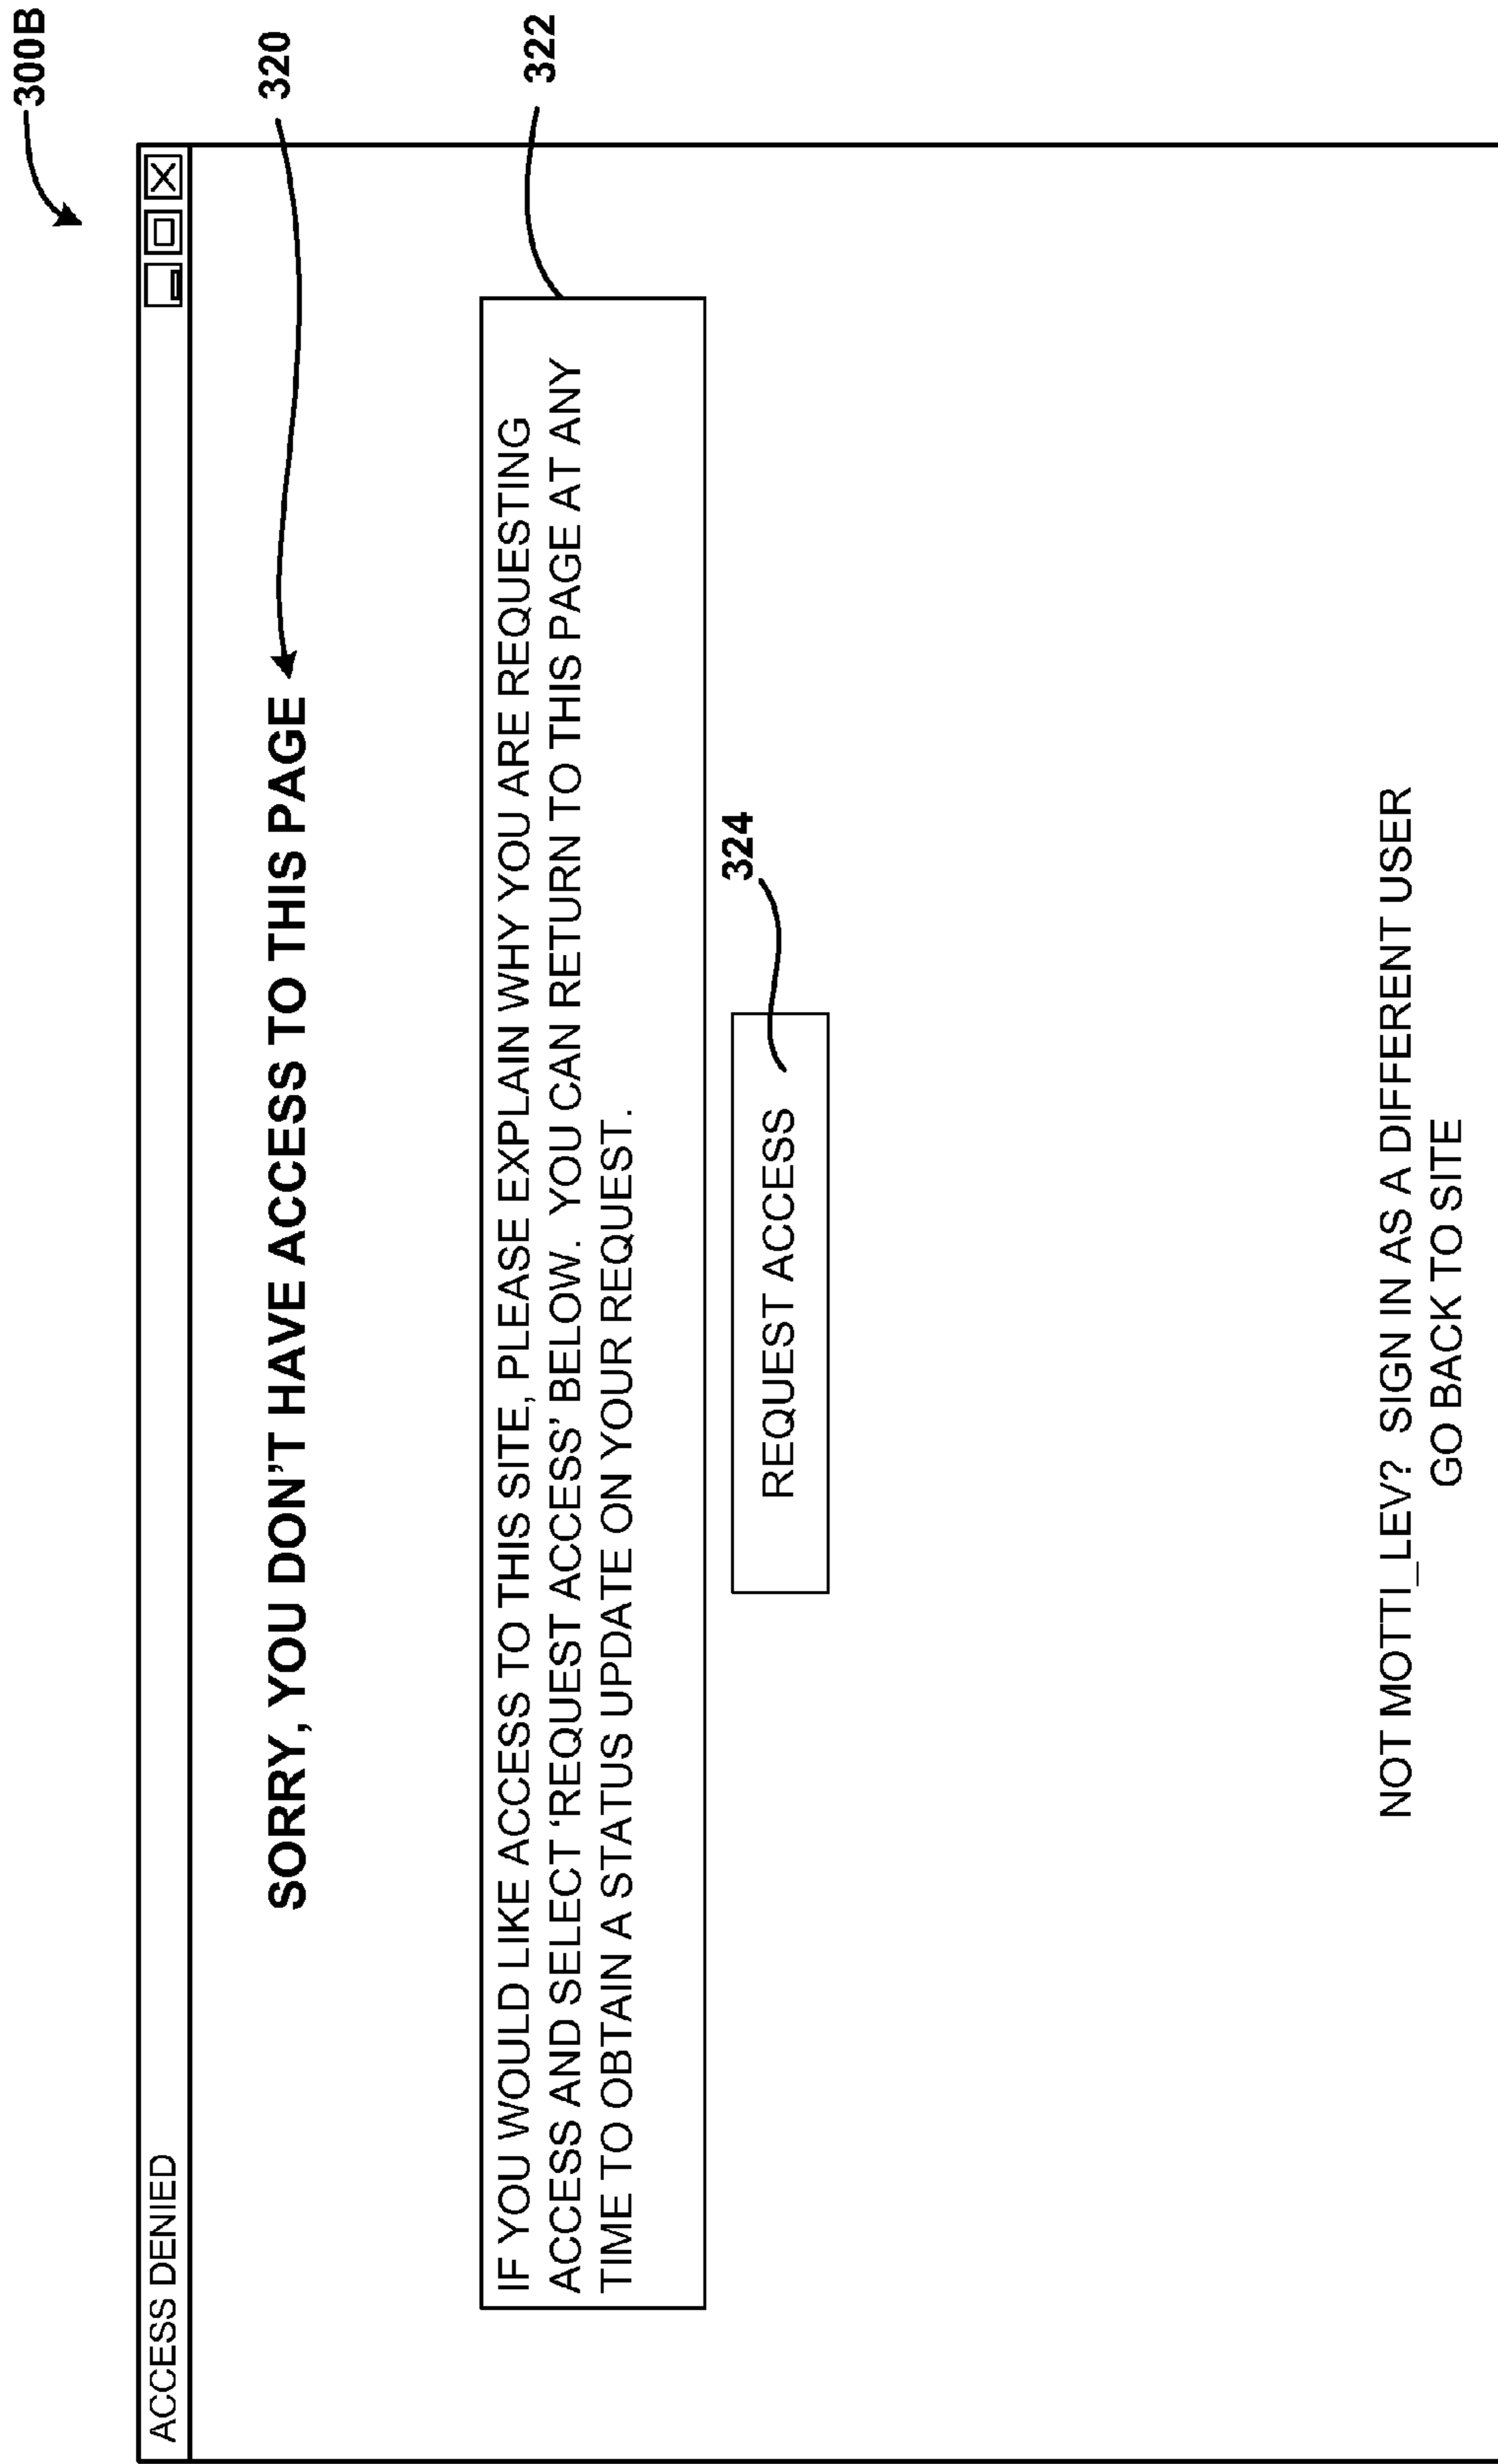 300B
ACCESS DENIED
SORRY, YOU DON'T HAVE ACCESS TO THIS PAGE
320
IF YOU WOULD LIKE ACCESS TO THIS SITE, PLEASE EXPLAIN WHY YOU ARE REQUESTING
ACCESS AND SELECT ‘REQUEST ACCESS’ BELOW.  YOU CAN RETURN TO THIS PAGE AT ANY
TIME TO OBTAIN A STATUS UPDATE ON YOUR REQUEST.
322
324
REQUEST ACCESS
NOT MOTTI_LEV?  SIGN IN AS A DIFFERENT USER
GO BACK TO SITE